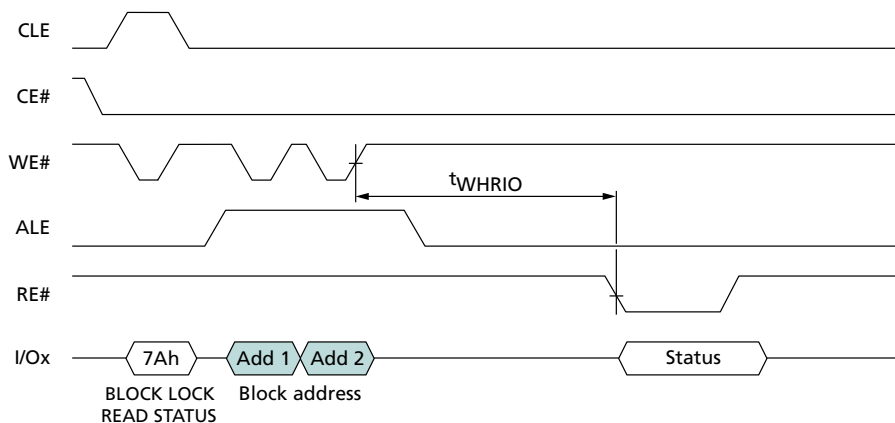 CLE
CE#
WE#
tWHRIO
ALE
RE#
I/Ox
7Ah
Add 1
Add 2
Status
BLOCK LOCK
READ STATUS
Block address